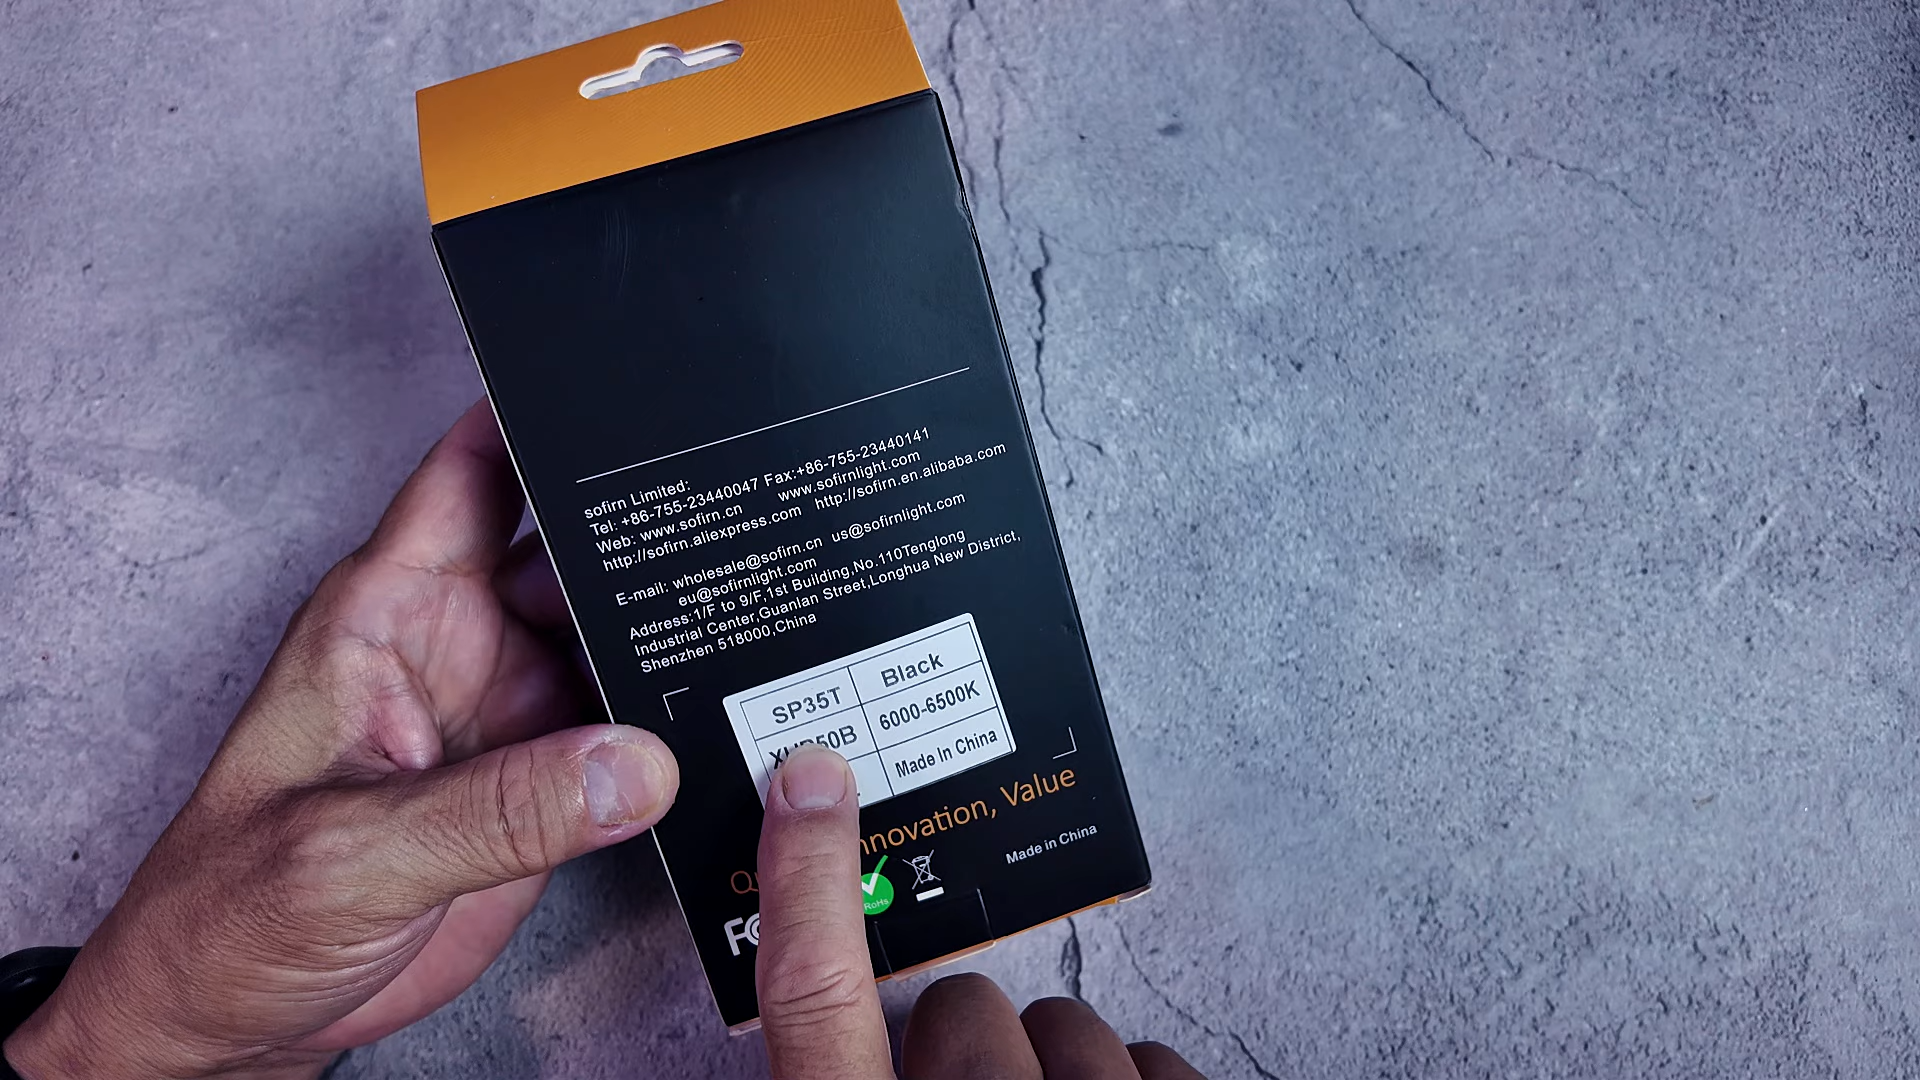 sofirn Limited:
Tel: +86-755-23440047 Fax:+86-755-23440141
Web: www.sofirn.cn www.sofirnlight.com
http://sofirn.aliexpress.com http://sofirn.en.alibaba.com
E-mail: wholesale@sofirn.cn us@sofirnlight.com
eu@sofirnlight.com
Address:1/F to 9/F,1st Building,No.110Tenglong
Industrial Center,Guanlan Street,Longhua New District,
Shenzhen 518000,China
SP35T Black
XHP50B 6000-6500K
Made In China
Innovation, Value
Made in China
RoHs